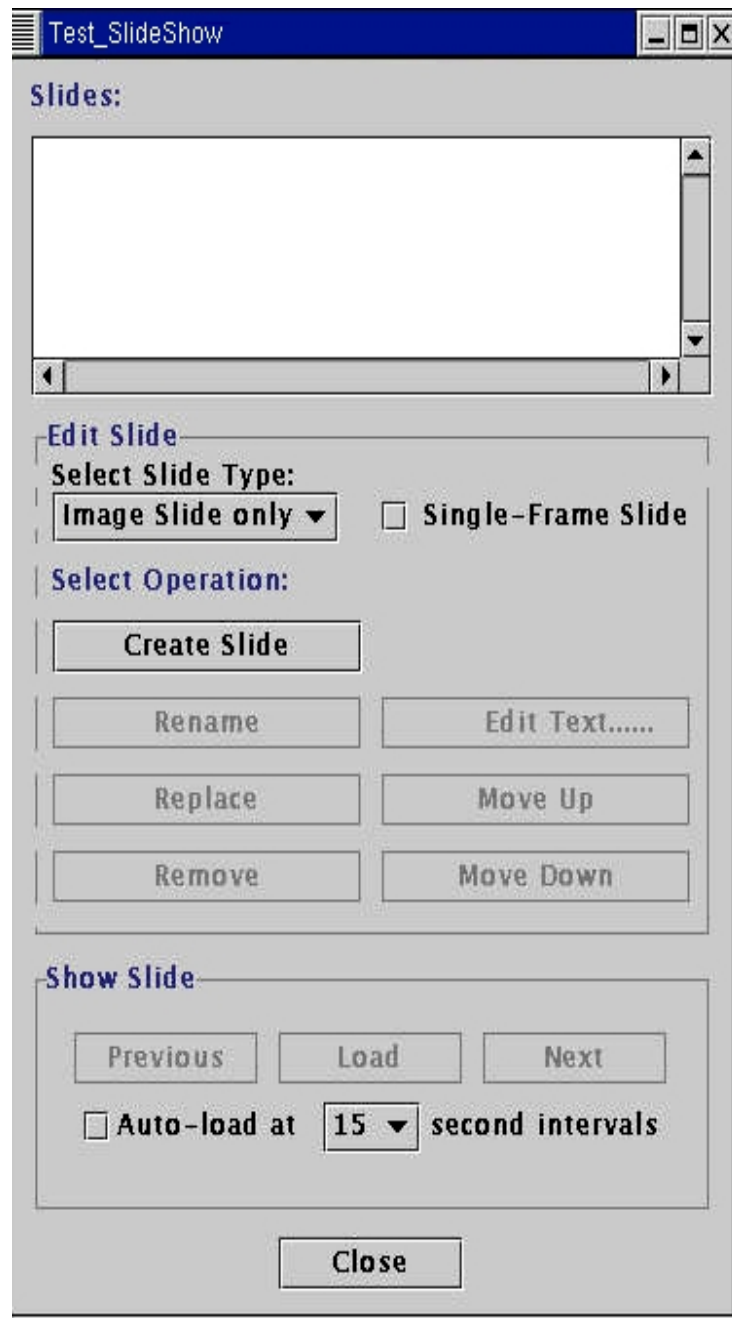 Test_SlideShow
Slides:
Edit Slide
Select Slide Type:
Image Slide only Single-Frame Slide
Select Operation:
Create Slide
Rename Edit Text......
Replace Move Up
Remove Move Down
Show Slide
Previous Load Next
Auto-load at 15 second intervals
Close